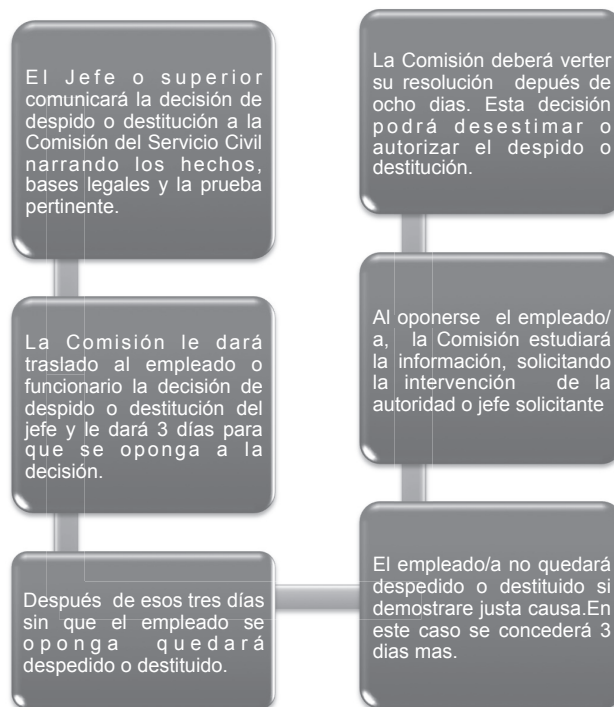 El Jefe o superior
comunicará la decisión de
despido o destitución a la
Comisión del Servicio Civil
narrando los hechos,
bases legales y la prueba
pertinente.
La Comisión le dará
traslado al empleado o
funcionario la decisión de
despido o destitución del
jefe y le dará 3 días para
que se oponga a la
decisión.
Después de esos tres días
sin que el empleado se
oponga quedará
despedido o destituido.
El empleado/a no quedará
despedido o destituido si
demostrare justa causa.En
este caso se concederá 3
dias mas.
Al oponerse el empleado/
a, la Comisión estudiará
la información, solicitando
la intervención de la
autoridad o jefe solicitante
La Comisión deberá verter
su resolución depués de
ocho dias. Esta decisión
podrá desestimar o
autorizar el despido o
destitución.